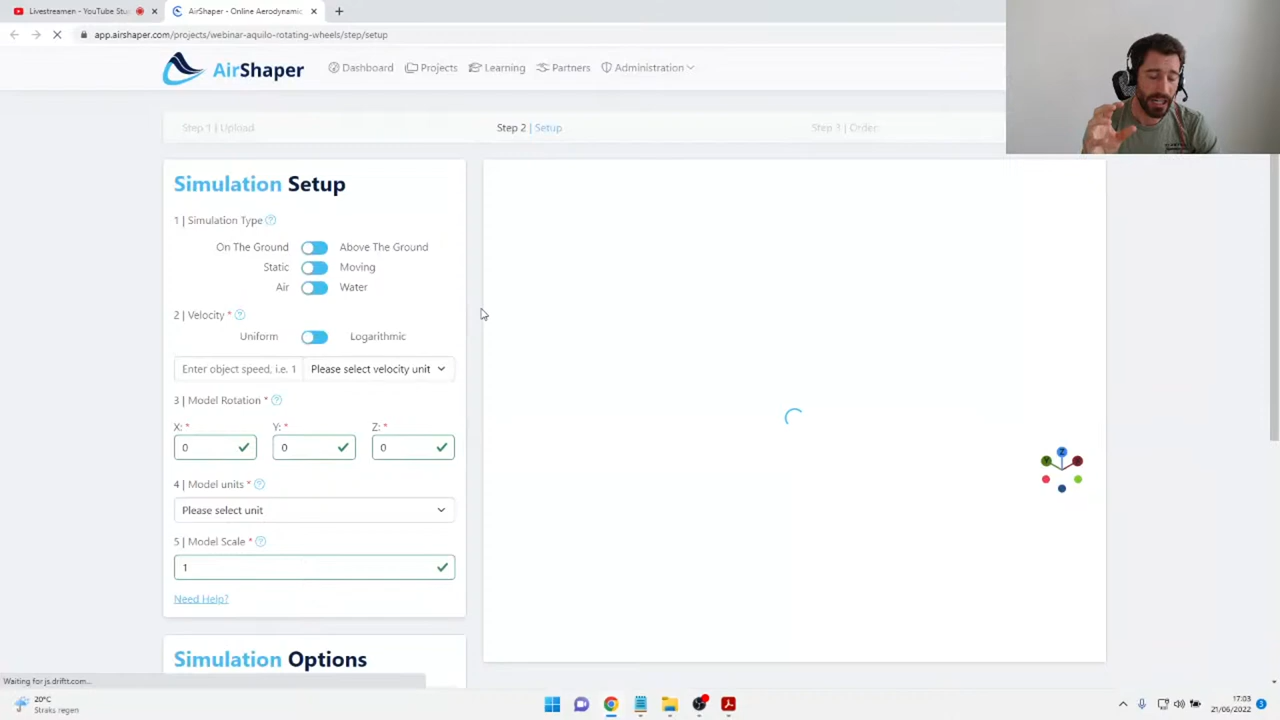 Livestreamen - YouTube Stu
AirShaper - Online Aerodynamic
app.airshaper.com/projects/webinar-aquilo-rotating-wheels/step/setup
AirShaper
Dashboard
Projects
Learning
Partners
Administration
Step 1 | Upload
Step 2 | Setup
Step 3 | Order
Simulation Setup
1 | Simulation Type ?
On The Ground
Above The Ground
Static
Moving
Air
Water
2 | Velocity * ?
Uniform
Logarithmic
Enter object speed, i.e. 1
Please select velocity unit
3 | Model Rotation * ?
X: * Y: * Z: *
0 0 0
4 | Model units * ?
Please select unit
5 | Model Scale * ?
1
Need Help?
Z
Y
Simulation Options
Waiting for js.driftt.com...
20°C
Straks regen
17:03
21/06/2022
3